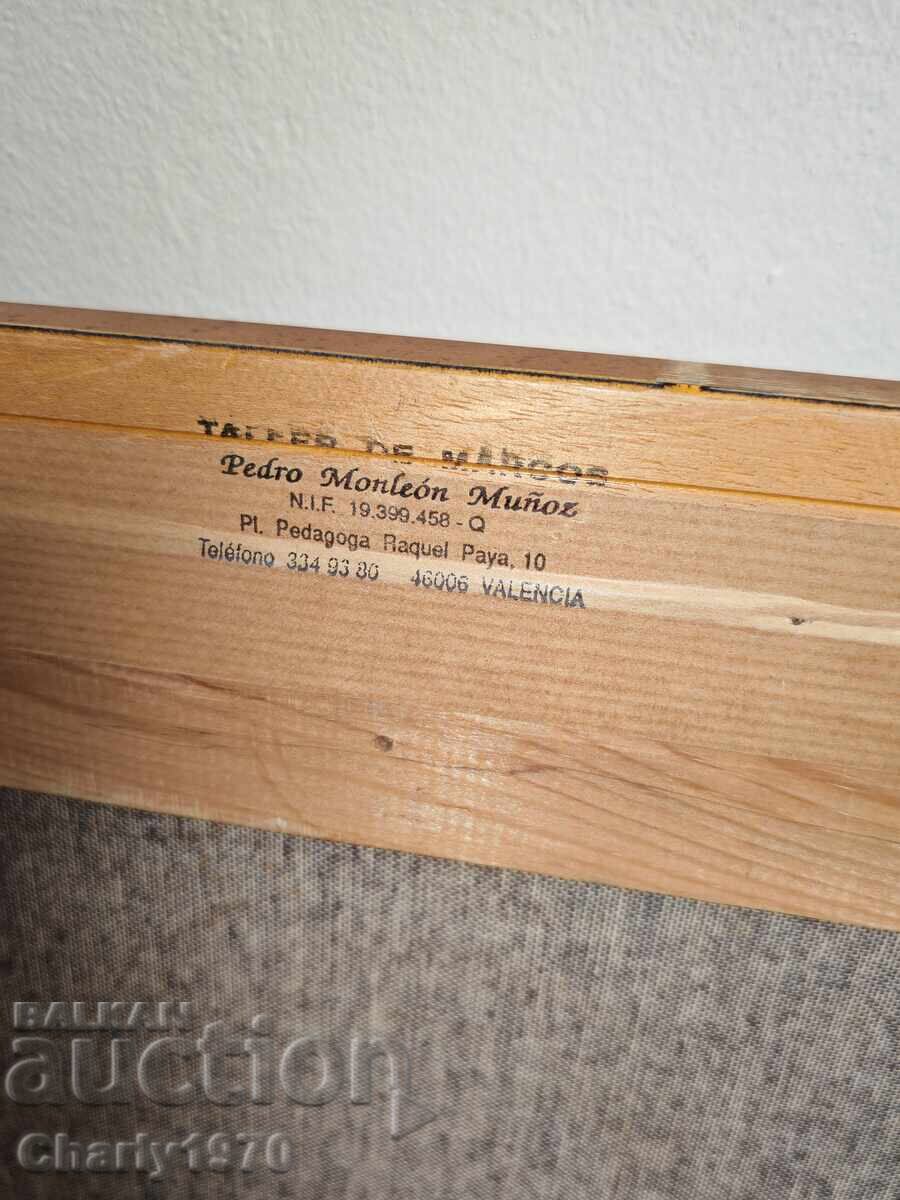 TALLER DE MARCOS
Pedro Monleón Muñoz
N.I.F. 19.399.458 - Q
Pl. Pedagoga Raquel Paya, 10
Teléfono 334 93 80 46006 VALENCIA
BALKAN
auction
Charly1970